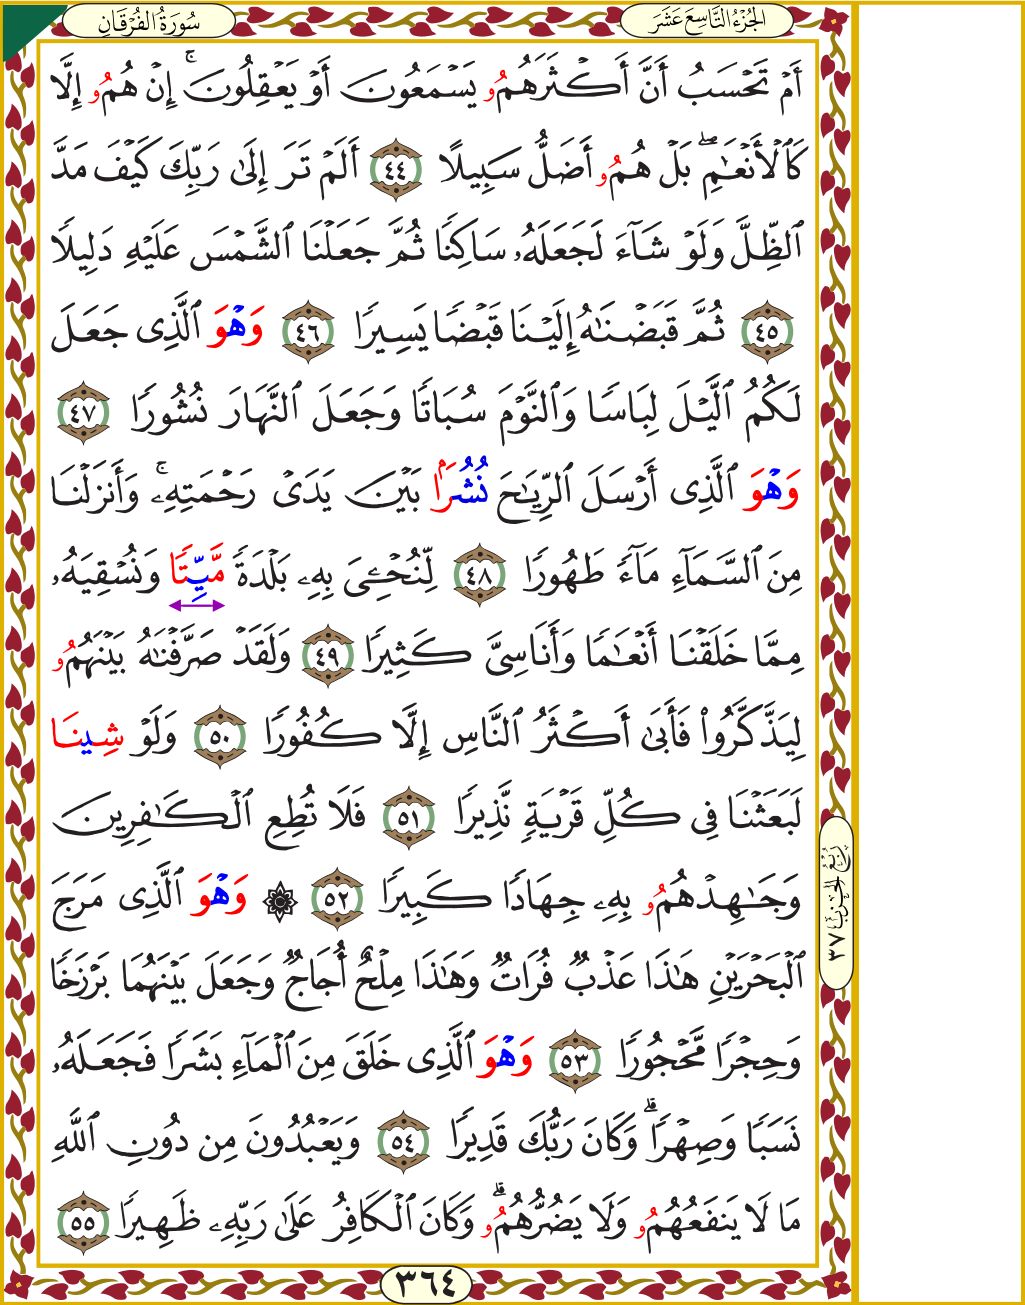 الجُزْءُ التَّاسِعَ عَشَرَ
سُورَةُ الفُرْقَانِ
أَمْ تَحْسَبُ أَنَّ أَكْثَرَهُمُۥ يَسْمَعُونَ أَوْ يَعْقِلُونَ ۚ إِنْ هُمُۥ إِلَّا
كَالْأَنْعَٰمِ ۖ بَلْ هُمُۥ أَضَلُّ سَبِيلًا ٤٤ أَلَمْ تَرَ إِلَىٰ رَبِّكَ كَيْفَ مَدَّ
ٱلظِّلَّ وَلَوْ شَآءَ لَجَعَلَهُۥ سَاكِنًا ثُمَّ جَعَلْنَا ٱلشَّمْسَ عَلَيْهِ دَلِيلًا
٤٥ ثُمَّ قَبَضْنَٰهُ إِلَيْنَا قَبْضًا يَسِيرًا ٤٦ وَهْوَ ٱلَّذِى جَعَلَ
لَكُمُ ٱلَّيْلَ لِبَاسًا وَٱلنَّوْمَ سُبَاتًا وَجَعَلَ ٱلنَّهَارَ نُشُورًا ٤٧
وَهْوَ ٱلَّذِى أَرْسَلَ ٱلرِّيَٰحَ نُشُرًۢا بَيْنَ يَدَىْ رَحْمَتِهِۦ ۚ وَأَنزَلْنَا
مِنَ ٱلسَّمَآءِ مَآءً طَهُورًا ٤٨ لِّنُحْۦِىَ بِهِۦ بَلْدَةً مَّيِّتًا وَنُسْقِيَهُۥ
مِمَّا خَلَقْنَا أَنْعَٰمًا وَأَنَاسِىَّ كَثِيرًا ٤٩ وَلَقَدْ صَرَّفْنَٰهُ بَيْنَهُمُۥ
لِيَذَّكَّرُوا۟ فَأَبَىٰ أَكْثَرُ ٱلنَّاسِ إِلَّا كُفُورًا ٥٠ وَلَوْ شِينَا
لَبَعَثْنَا فِى كُلِّ قَرْيَةٍ نَّذِيرًا ٥١ فَلَا تُطِعِ ٱلْكَٰفِرِينَ
وَجَٰهِدْهُمُۥ بِهِۦ جِهَادًا كَبِيرًا ٥٢ ۞ وَهْوَ ٱلَّذِى مَرَجَ
ٱلْبَحْرَيْنِ هَٰذَا عَذْبٌ فُرَاتٌ وَهَٰذَا مِلْحٌ أُجَاجٌ وَجَعَلَ بَيْنَهُمَا بَرْزَخًا
وَحِجْرًا مَّحْجُورًا ٥٣ وَهْوَ ٱلَّذِى خَلَقَ مِنَ ٱلْمَآءِ بَشَرًا فَجَعَلَهُۥ
نَسَبًا وَصِهْرًا ۗ وَكَانَ رَبُّكَ قَدِيرًا ٥٤ وَيَعْبُدُونَ مِن دُونِ ٱللَّهِ
مَا لَا يَنفَعُهُمُۥ وَلَا يَضُرُّهُمُۥ ۗ وَكَانَ ٱلْكَافِرُ عَلَىٰ رَبِّهِۦ ظَهِيرًا ٥٥
رُبْعُ الحِزْبِ ٣٧
٣٦٤